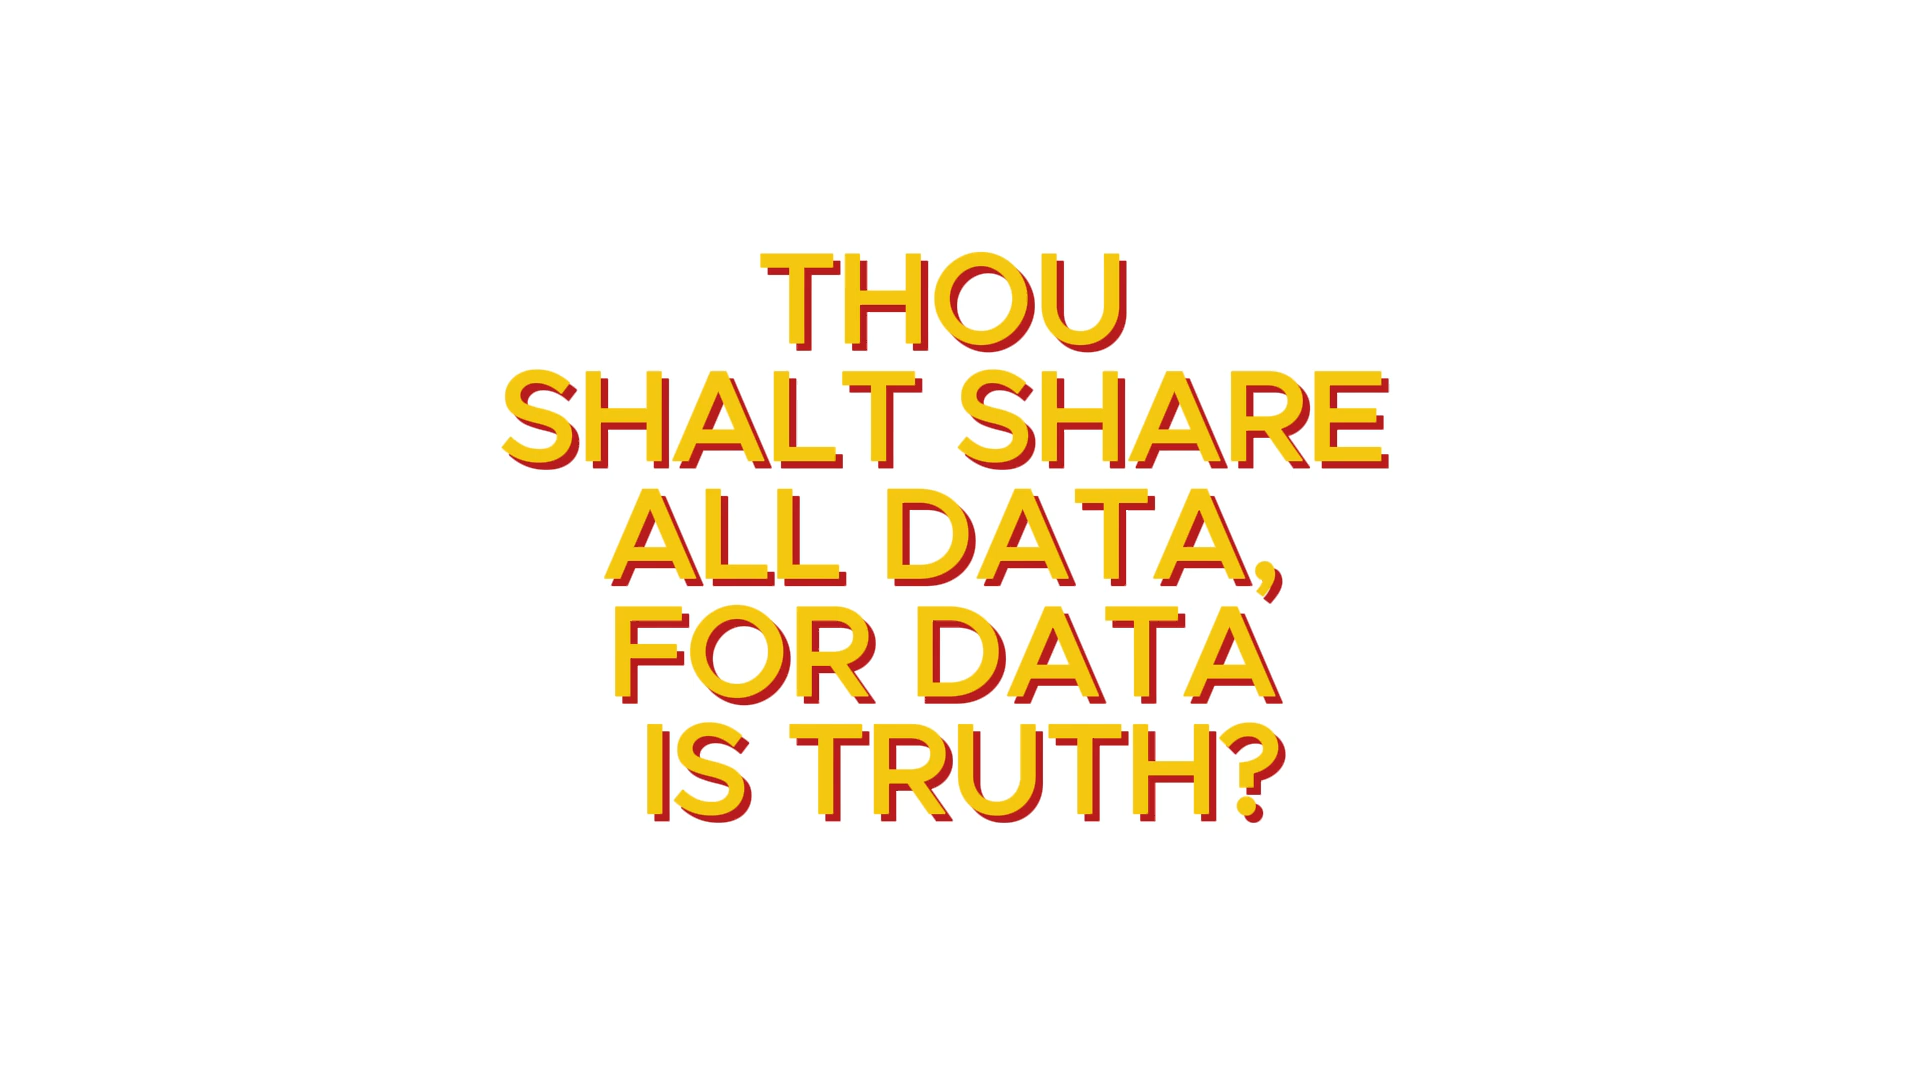 THOU
SHALT SHARE
ALL DATA,
FOR DATA
IS TRUTH?